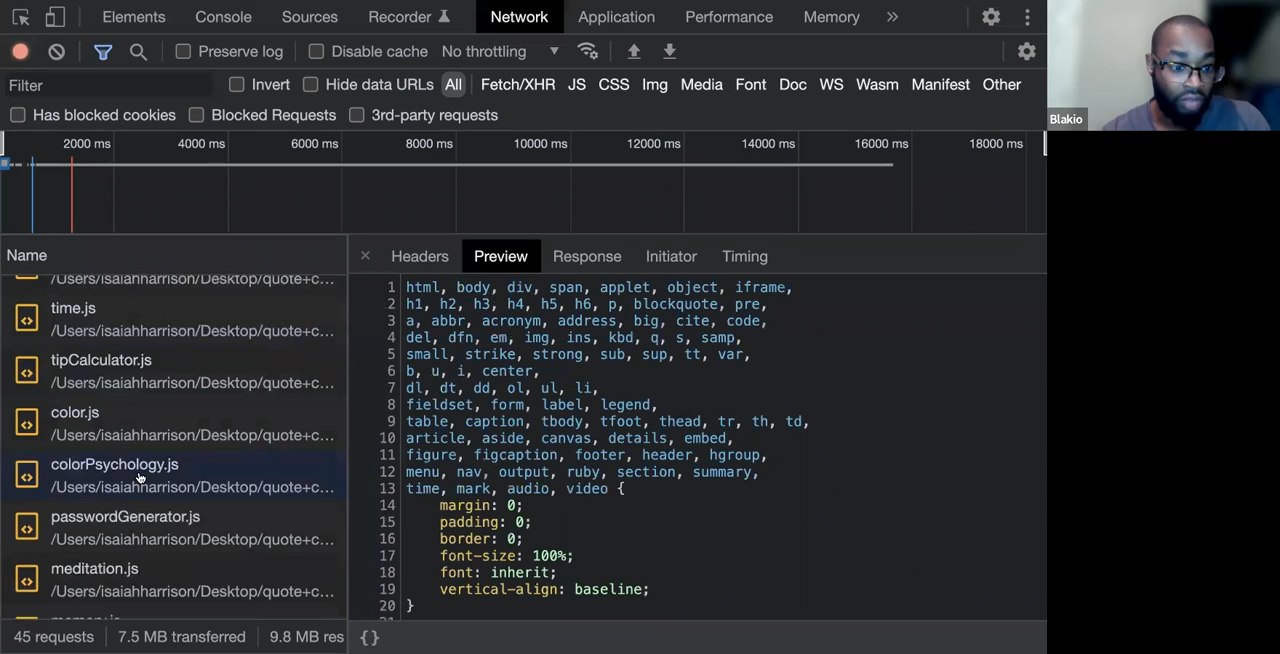 Elements Console Sources Recorder Network Application Performance Memory
Preserve log Disable cache No throttling
Filter Invert Hide data URLs All Fetch/XHR JS CSS Img Media Font Doc WS Wasm Manifest Other
Has blocked cookies Blocked Requests 3rd-party requests
Blakio
2000 ms 4000 ms 6000 ms 8000 ms 10000 ms 12000 ms 14000 ms 16000 ms 18000 ms
Name
/Users/isaiahharrison/Desktop/quote+c...
time.js
/Users/isaiahharrison/Desktop/quote+c...
tipCalculator.js
/Users/isaiahharrison/Desktop/quote+c...
color.js
/Users/isaiahharrison/Desktop/quote+c...
colorPsychology.js
/Users/isaiahharrison/Desktop/quote+c...
passwordGenerator.js
/Users/isaiahharrison/Desktop/quote+c...
meditation.js
/Users/isaiahharrison/Desktop/quote+c...
45 requests 7.5 MB transferred 9.8 MB res
× Headers Preview Response Initiator Timing
1 html, body, div, span, applet, object, iframe,
2 h1, h2, h3, h4, h5, h6, p, blockquote, pre,
3 a, abbr, acronym, address, big, cite, code,
4 del, dfn, em, img, ins, kbd, q, s, samp,
5 small, strike, strong, sub, sup, tt, var,
6 b, u, i, center,
7 dl, dt, dd, ol, ul, li,
8 fieldset, form, label, legend,
9 table, caption, tbody, tfoot, thead, tr, th, td,
10 article, aside, canvas, details, embed,
11 figure, figcaption, footer, header, hgroup,
12 menu, nav, output, ruby, section, summary,
13 time, mark, audio, video {
14 margin: 0;
15 padding: 0;
16 border: 0;
17 font-size: 100%;
18 font: inherit;
19 vertical-align: baseline;
20 }
{}